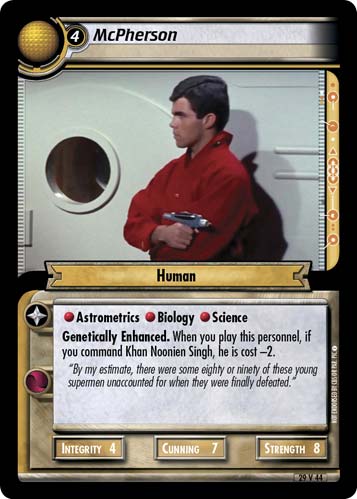 4 McPherson
Human
Astrometrics Biology Science
Genetically Enhanced. When you play this personnel, if
you command Khan Noonien Singh, he is cost –2.
"By my estimate, there were some eighty or ninety of these young
supermen unaccounted for when they were finally defeated."
INTEGRITY 4 CUNNING 7 STRENGTH 8
29 V 44